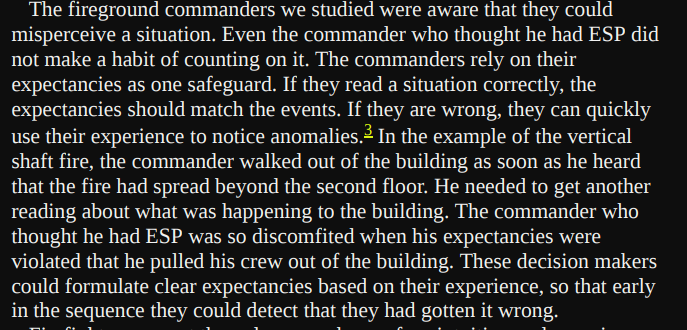 The fireground commanders we studied were aware that they could
misperceive a situation. Even the commander who thought he had ESP did
not make a habit of counting on it. The commanders rely on their
expectancies as one safeguard. If they read a situation correctly, the
expectancies should match the events. If they are wrong, they can quickly
use their experience to notice anomalies.3 In the example of the vertical
shaft fire, the commander walked out of the building as soon as he heard
that the fire had spread beyond the second floor. He needed to get another
reading about what was happening to the building. The commander who
thought he had ESP was so discomfited when his expectancies were
violated that he pulled his crew out of the building. These decision makers
could formulate clear expectancies based on their experience, so that early
in the sequence they could detect that they had gotten it wrong.